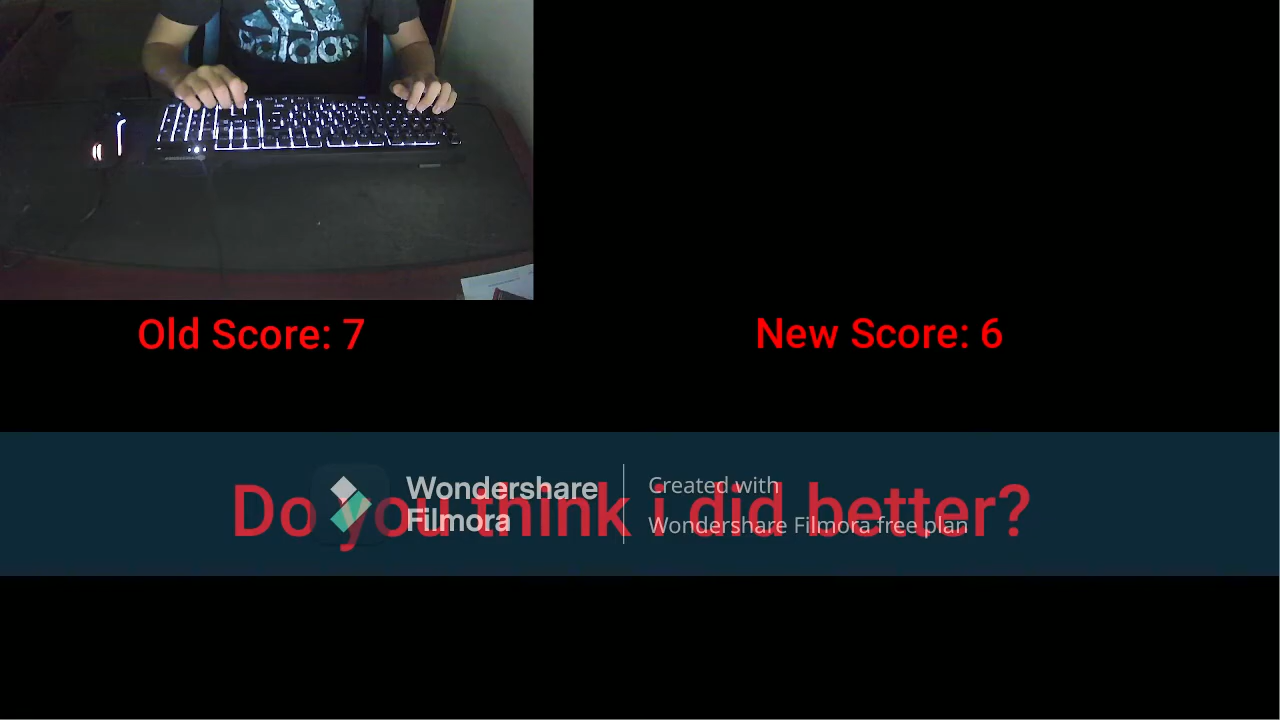 adidas
Old Score: 7
New Score: 6
Do you think i did better?
Wondershare
Filmora
Created with
Wondershare Filmora free plan